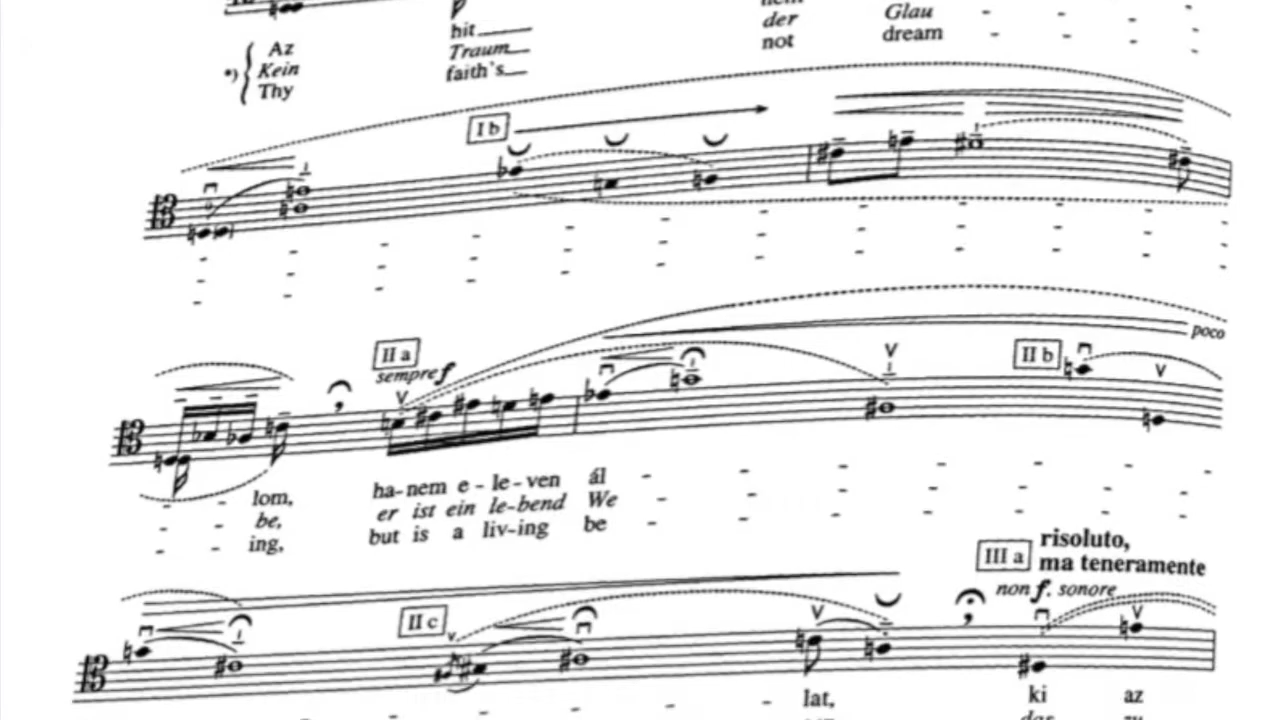 der Glau - - - -
hit
Az Traum not dream - - -
*) Kein faith's
Thy
I b
II a
sempre f
poco
II b
lom, ha-nem e - le - ven ál - - - - - - -
be, er ist ein le-bend We
- - ing, but is a liv-ing be - - - - - - -
risoluto,
III a ma teneramente
non f. sonore
II c
lat, ki az